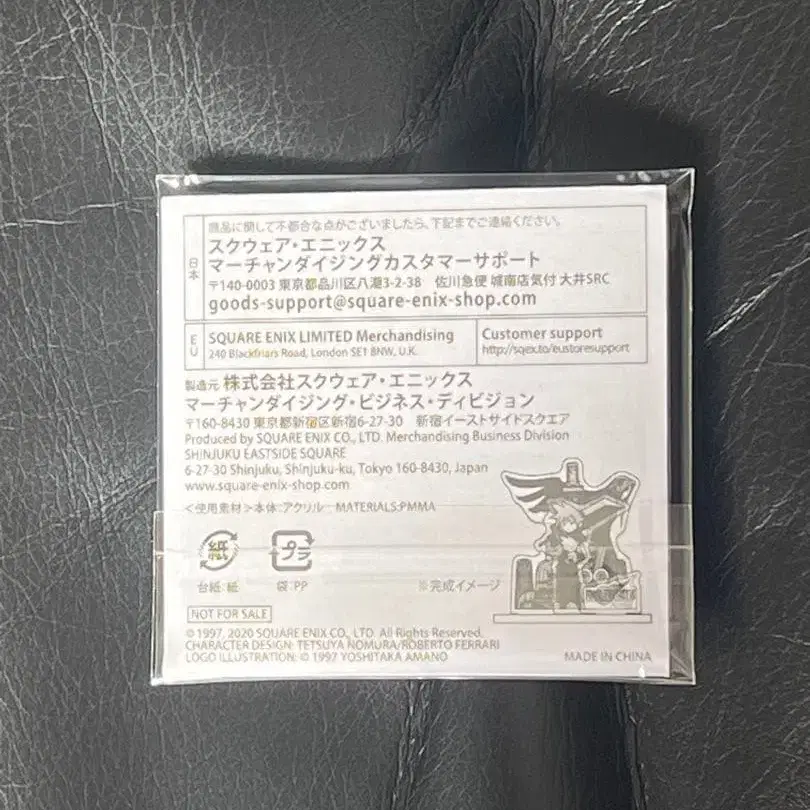 商品に関して不都合な点がございましたら、下記までご連絡ください。
日本
スクウェア・エニックス
マーチャンダイジングカスタマーサポート
〒140-0003 東京都品川区八潮3-2-38 佐川急便 城南店気付 大井SRC
goods-support@square-enix-shop.com
EU
SQUARE ENIX LIMITED Merchandising
240 Blackfriars Road, London SE1 8NW, U.K.
Customer support
http://sqex.to/eustoresupport
製造元 株式会社スクウェア・エニックス
マーチャンダイジング・ビジネス・ディビジョン
〒160-8430 東京都新宿区新宿6-27-30 新宿イーストサイドスクエア
Produced by SQUARE ENIX CO., LTD. Merchandising Business Division
SHINJUKU EASTSIDE SQUARE
6-27-30 Shinjuku, Shinjuku-ku, Tokyo 160-8430, Japan
www.square-enix-shop.com
<使用素材>本体:アクリル MATERIALS:PMMA
紙
プラ
台紙:紙
袋:PP
※完成イメージ
NOT FOR SALE
© 1997, 2020 SQUARE ENIX CO., LTD. All Rights Reserved.
CHARACTER DESIGN: TETSUYA NOMURA/ROBERTO FERRARI
LOGO ILLUSTRATION: © 1997 YOSHITAKA AMANO
MADE IN CHINA